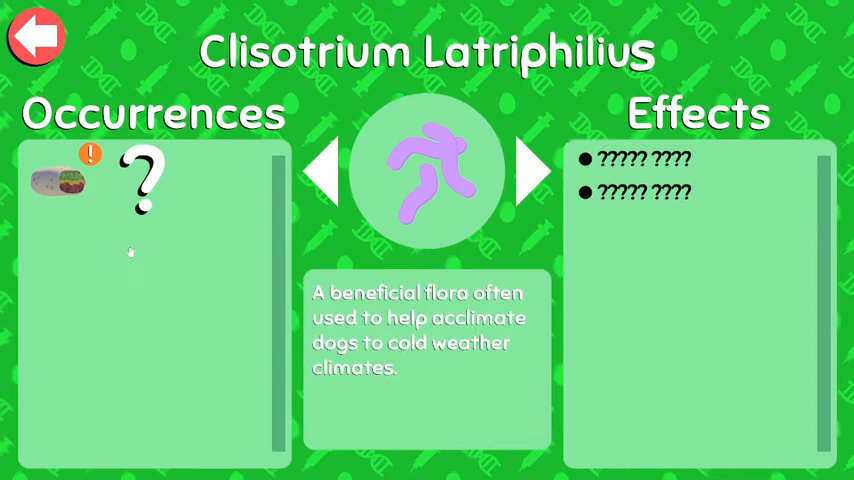 Clisotrium Latriphilius
Occurrences
Effects
!
?
● ????? ????
● ????? ????
A beneficial flora often
used to help acclimate
dogs to cold weather
climates.